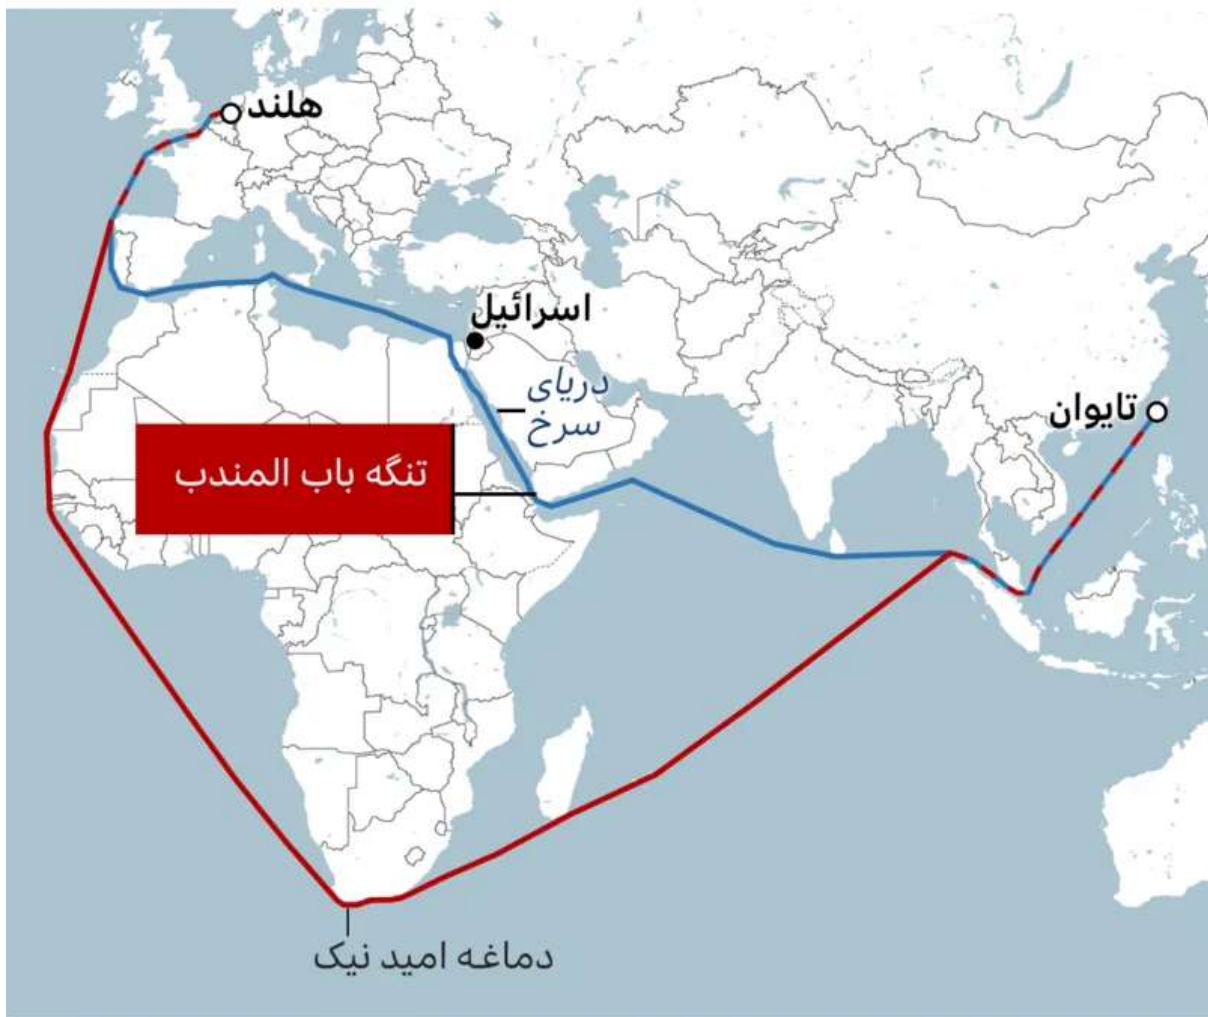 هلند
اسرائیل
دریای
سرخ
تایوان
تنگه باب المندب
دماغه امید نیک